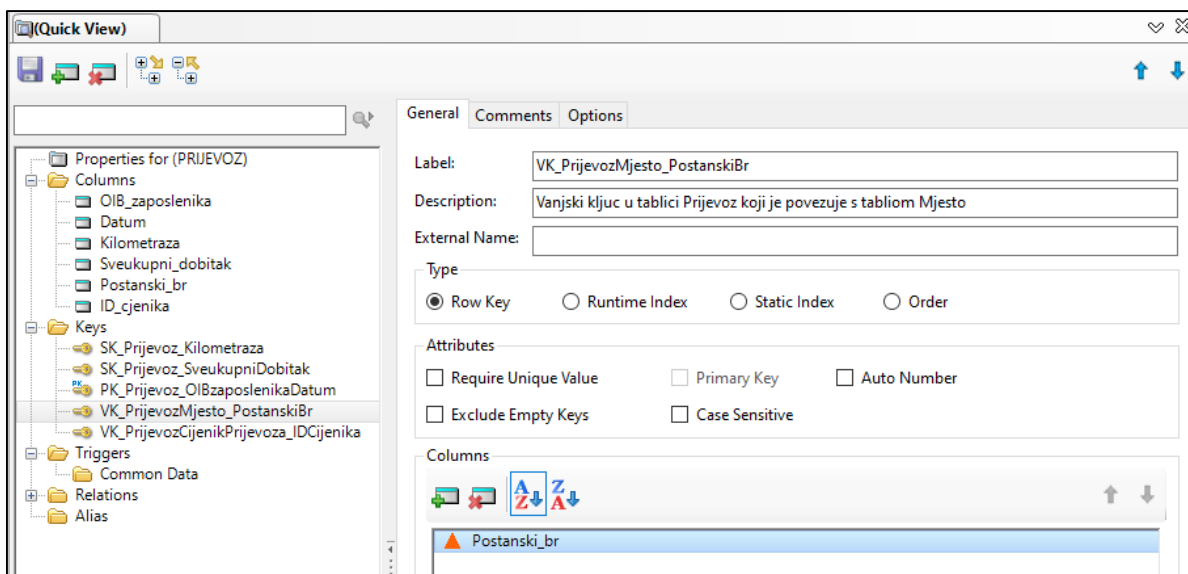 (Quick View)
General Comments Options
Properties for (PRIJEVOZ)
Columns
OIB_zaposlenika
Datum
Kilometraza
Sveukupni_dobitak
Postanski_br
ID_cjenika
Keys
SK_Prijevoz_Kilometraza
SK_Prijevoz_SveukupniDobitak
PK_Prijevoz_OIBzaposlenikaDatum
VK_PrijevozMjesto_PostanskiBr
VK_PrijevozCijenikPrijevoza_IDCijenika
Triggers
Common Data
Relations
Alias
Label: VK_PrijevozMjesto_PostanskiBr
Description: Vanjski kljuc u tablici Prijevoz koji je povezuje s tabliom Mjesto
External Name:
Type
Row Key Runtime Index Static Index Order
Attributes
Require Unique Value Primary Key Auto Number
Exclude Empty Keys Case Sensitive
Columns
A Z Z A
Postanski_br